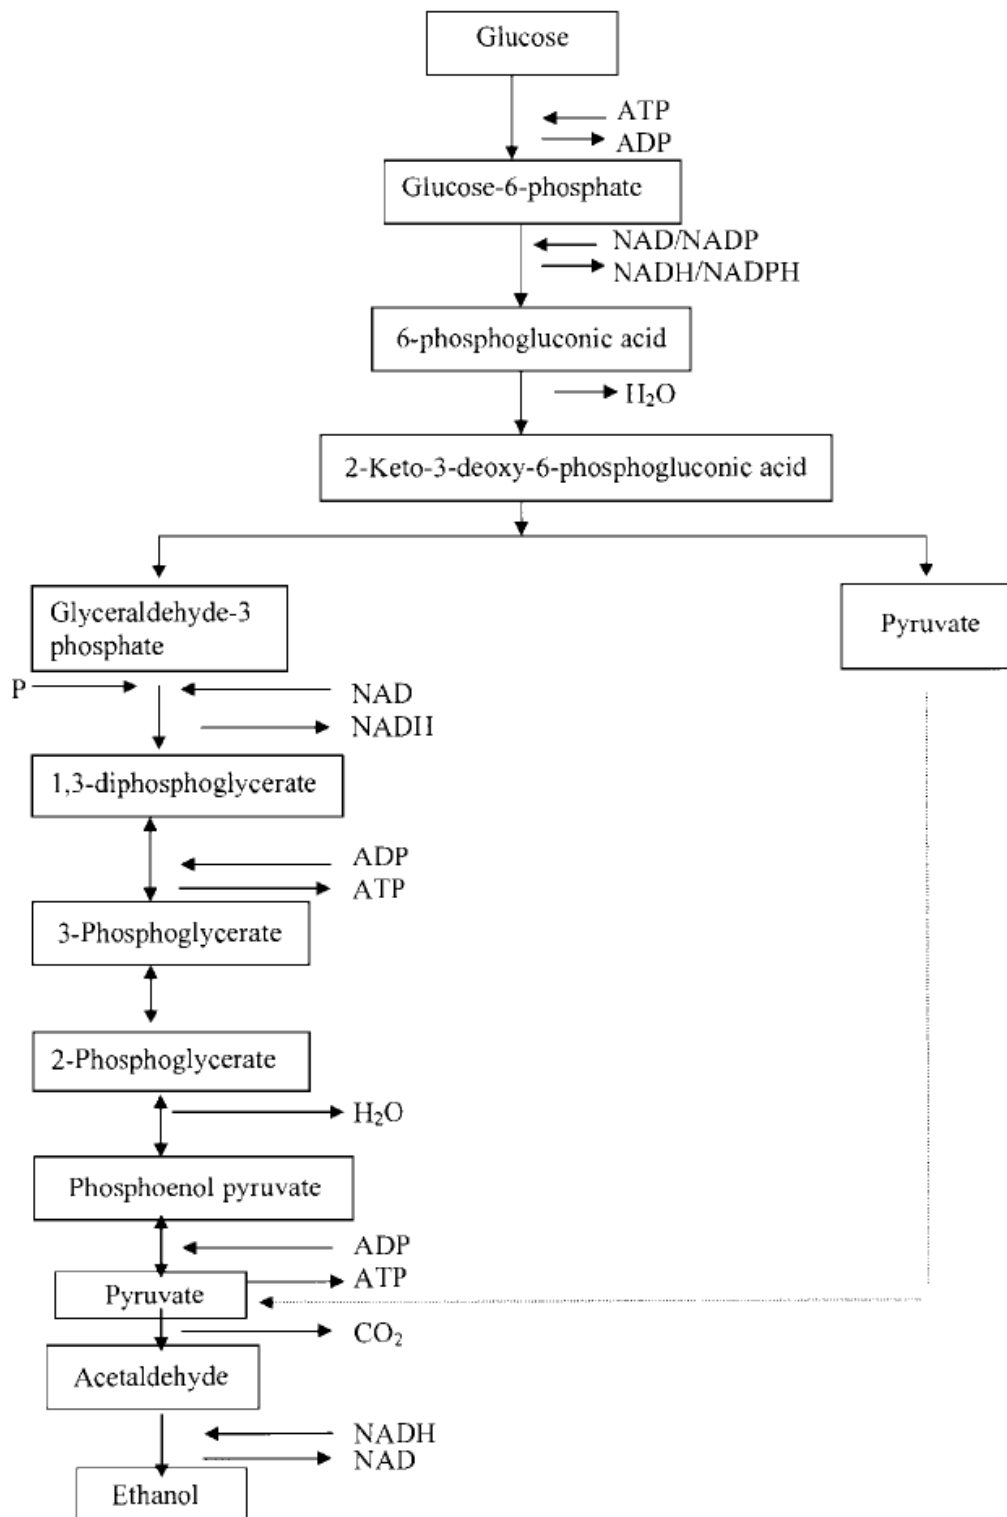 Glucose
ATP
ADP
Glucose-6-phosphate
NAD/NADP
NADH/NADPH
6-phosphogluconic acid
H₂O
2-Keto-3-deoxy-6-phosphogluconic acid
Glyceraldehyde-3
phosphate
Pyruvate
P
NAD
NADH
1,3-diphosphoglycerate
ADP
ATP
3-Phosphoglycerate
2-Phosphoglycerate
H₂O
Phosphoenol pyruvate
ADP
ATP
Pyruvate
CO₂
Acetaldehyde
NADH
NAD
Ethanol